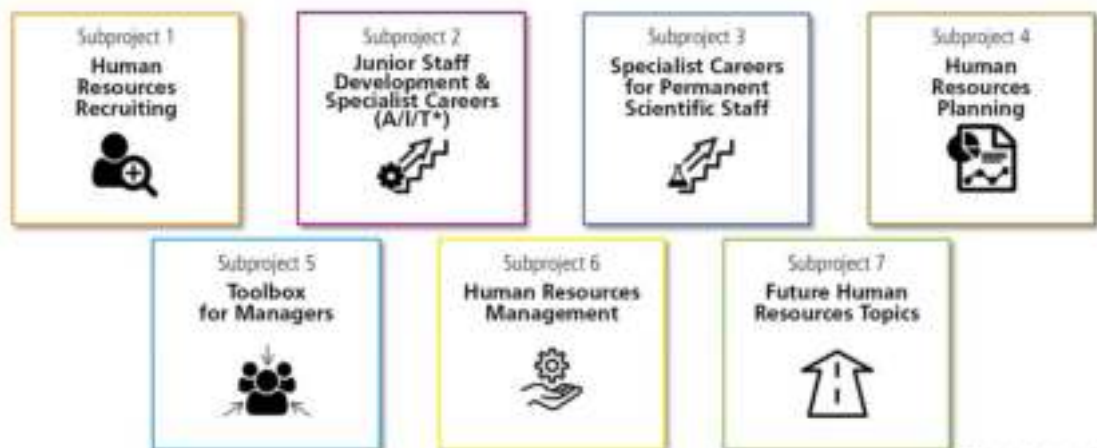 Subproject 1
Human
Resources
Recruiting
Subproject 2
Junior Staff
Development &
Specialist Careers
(A/I/T*)
Subproject 3
Specialist Careers
for Permanent
Scientific Staff
Subproject 4
Human
Resources
Planning
Subproject 5
Toolbox
for Managers
Subproject 6
Human Resources
Management
Subproject 7
Future Human
Resources Topics